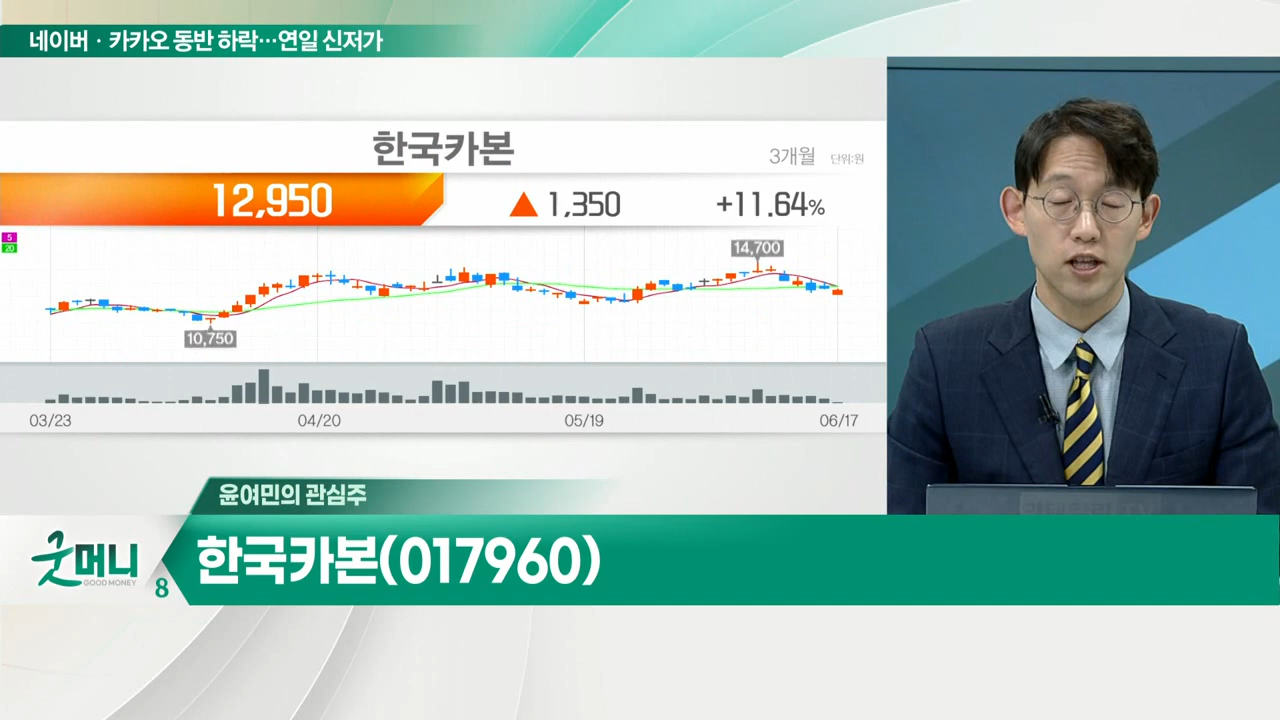 네이버·카카오 동반 하락…연일 신저가
한국카본
3개월 단위:원
12,950 ▲ 1,350 +11.64%
5
20
14,700
10,750
03/23 04/20 05/19 06/17
윤여민의 관심주
굿머니
GOOD MONEY
8
한국카본(017960)